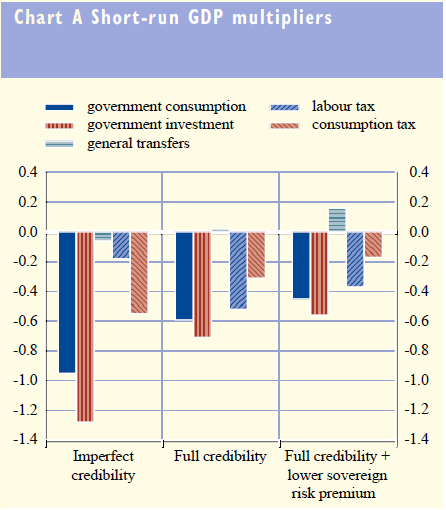 Chart A Short-run GDP multipliers
government consumption
government investment
general transfers
labour tax
consumption tax
0.4 0.4
0.2 0.2
0.0 0.0
-0.2 -0.2
-0.4 -0.4
-0.6 -0.6
-0.8 -0.8
-1.0 -1.0
-1.2 -1.2
-1.4 -1.4
Imperfect
credibility
Full credibility
Full credibility +
lower sovereign
risk premium